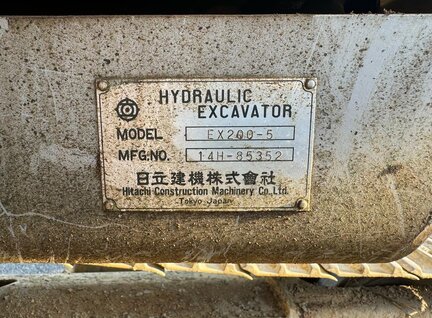 HYDRAULIC
EXCAVATOR
MODEL EX200-5
MFG.NO. 14H-85352
日立建機株式會社
Hitachi Construction Machinery Co.,Ltd.
Tokyo Japan